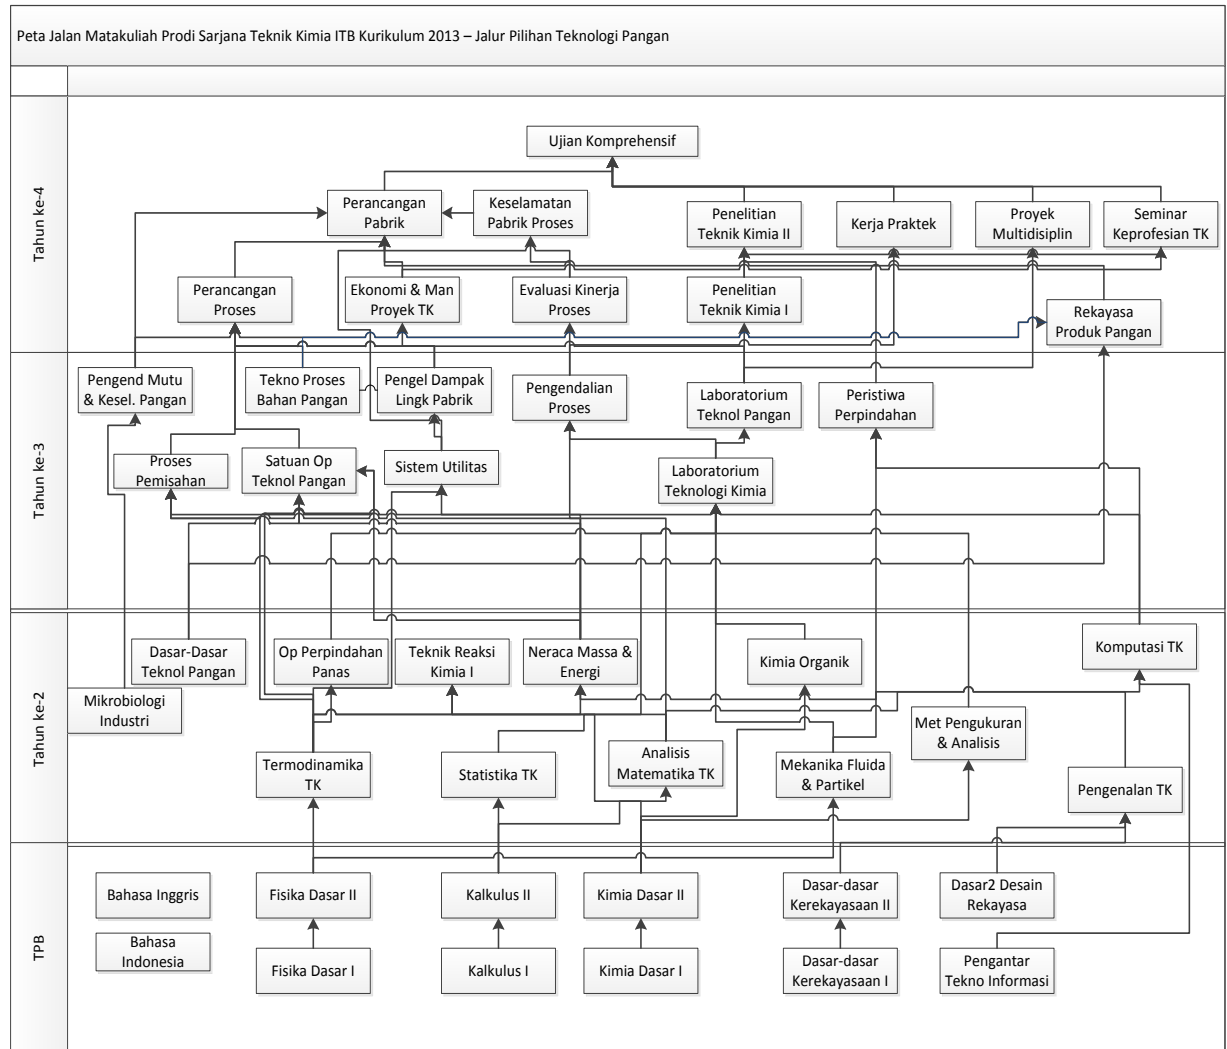 Peta Jalan Matakuliah Prodi Sarjana Teknik Kimia ITB Kurikulum 2013 – Jalur Pilihan Teknologi Pangan
Tahun ke-4
Ujian Komprehensif
Perancangan
Pabrik
Keselamatan
Pabrik Proses
Penelitian
Teknik Kimia II
Kerja Praktek
Proyek
Multidisiplin
Seminar
Keprofesian TK
Perancangan
Proses
Ekonomi & Man
Proyek TK
Evaluasi Kinerja
Proses
Penelitian
Teknik Kimia I
Rekayasa
Produk Pangan
Tahun ke-3
Pengend Mutu
& Kesel. Pangan
Tekno Proses
Bahan Pangan
Pengel Dampak
Lingk Pabrik
Pengendalian
Proses
Laboratorium
Teknol Pangan
Peristiwa
Perpindahan
Proses
Pemisahan
Satuan Op
Teknol Pangan
Sistem Utilitas
Laboratorium
Teknologi Kimia
Tahun ke-2
Dasar-Dasar
Teknol Pangan
Op Perpindahan
Panas
Teknik Reaksi
Kimia I
Neraca Massa &
Energi
Kimia Organik
Komputasi TK
Mikrobiologi
Industri
Termodinamika
TK
Statistika TK
Analisis
Matematika TK
Mekanika Fluida
& Partikel
Met Pengukuran
& Analisis
Pengenalan TK
TPB
Bahasa Inggris
Fisika Dasar II
Kalkulus II
Kimia Dasar II
Dasar-dasar
Kerekayasaan II
Dasar2 Desain
Rekayasa
Bahasa
Indonesia
Fisika Dasar I
Kalkulus I
Kimia Dasar I
Dasar-dasar
Kerekayasaan I
Pengantar
Tekno Informasi